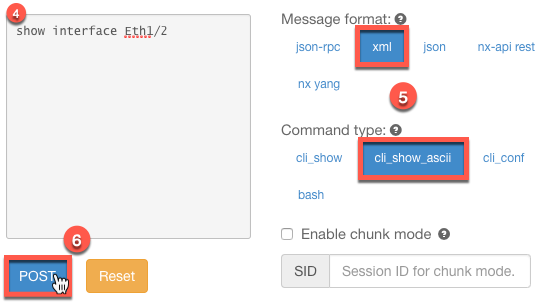 4
show interface Eth1/2
Message format: ?
json-rpc xml json nx-api rest
nx yang
5
Command type: ?
cli_show cli_show_ascii cli_conf
bash
6
Enable chunk mode ?
POST Reset
SID Session ID for chunk mode.